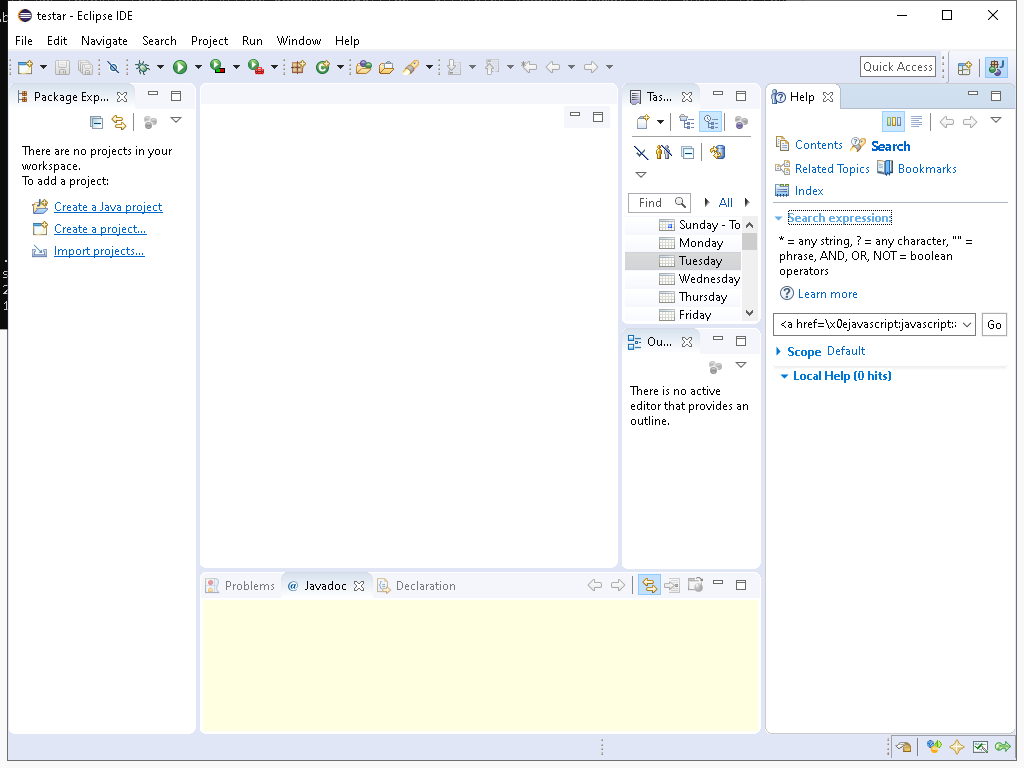 testar - Eclipse IDE
File Edit Navigate Search Project Run Window Help
Quick Access
Package Exp...
There are no projects in your
workspace.
To add a project:
Create a Java project
Create a project...
Import projects...
Tas...
Find
All
Sunday - To
Monday
Tuesday
Wednesday
Thursday
Friday
Ou...
There is no active
editor that provides an
outline.
Help
Contents Search
Related Topics Bookmarks
Index
Search expression:
* = any string, ? = any character, "" =
phrase, AND, OR, NOT = boolean
operators
Learn more
<a href=\x0ejavascript:javascript:
Go
Scope Default
Local Help (0 hits)
Problems @ Javadoc Declaration